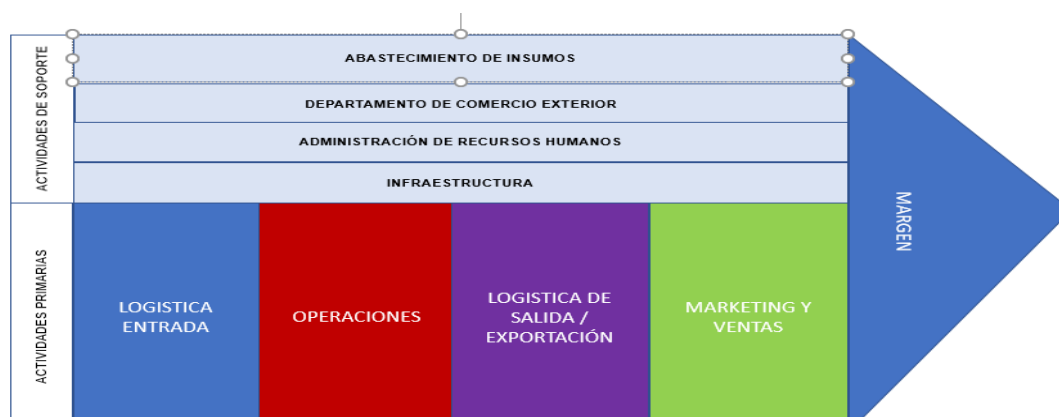 ACTIVIDADES DE SOPORTE
ABASTECIMIENTO DE INSUMOS
DEPARTAMENTO DE COMERCIO EXTERIOR
ADMINISTRACIÓN DE RECURSOS HUMANOS
INFRAESTRUCTURA
MARGEN
ACTIVIDADES PRIMARIAS
LOGISTICA
ENTRADA
OPERACIONES
LOGISTICA DE
SALIDA /
EXPORTACIÓN
MARKETING Y
VENTAS